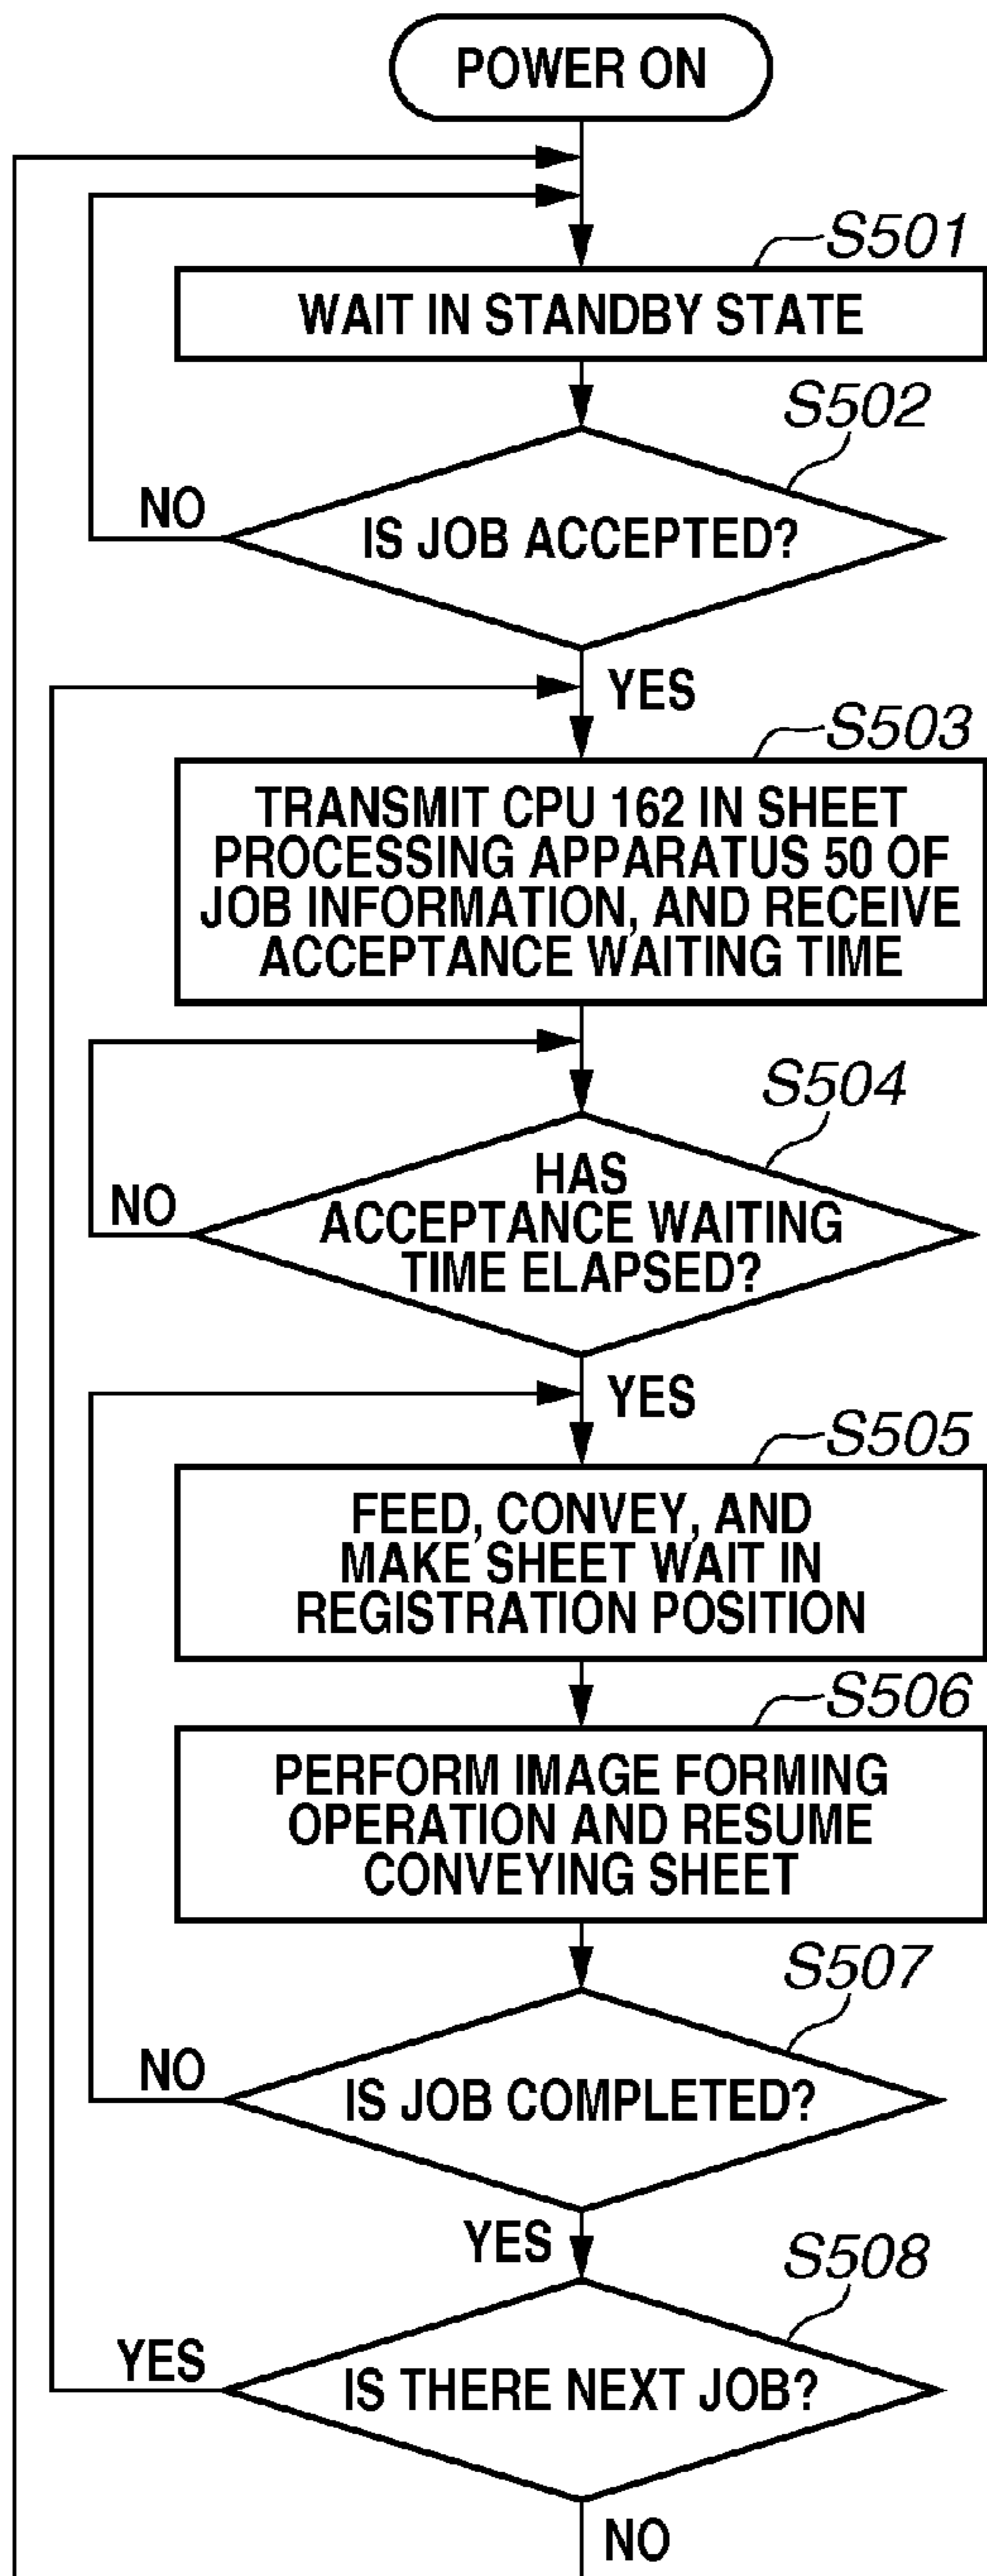 POWER ON
S501
WAIT IN STANDBY STATE
S502
NO
IS JOB ACCEPTED?
YES
S503
TRANSMIT CPU 162 IN SHEET
PROCESSING APPARATUS 50 OF
JOB INFORMATION, AND RECEIVE
ACCEPTANCE WAITING TIME
S504
HAS
NO
ACCEPTANCE WAITING
TIME ELAPSED?
YES
S505
FEED, CONVEY, AND
MAKE SHEET WAIT IN
REGISTRATION POSITION
S506
PERFORM IMAGE FORMING
OPERATION AND RESUME
CONVEYING SHEET
S507
NO
IS JOB COMPLETED?
YES
S508
YES
IS THERE NEXT JOB?
NO